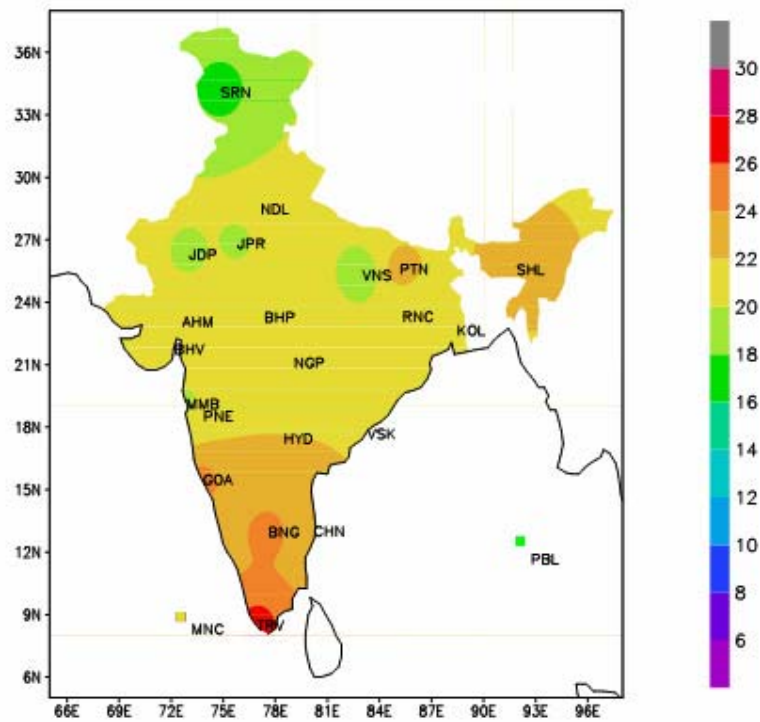 36N
33N
30N
27N
24N
21N
18N
15N
12N
9N
6N
SRN
NDL
JDP JPR
VNS PTN SHL
AHM BHP RNC
KOL
BHV NGP
MMB
PNE
HYD VSK
GOA
BNG CHN
PBL
MNC TRV
66E 69E 72E 75E 78E 81E 84E 87E 90E 93E 96E
30
28
26
24
22
20
18
16
14
12
10
8
6